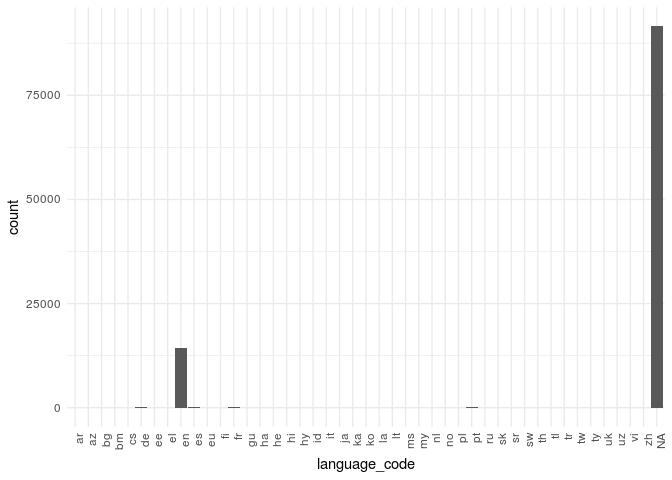 75000
50000
25000
0
count
ar az bg bm cs de ee el en es eu fi fr gu ha he hi hy id it ja ka ko la lt ms my nl no pl pt ru sk sr sw th tl tr tw ty uk uz vi zh NA
language_code